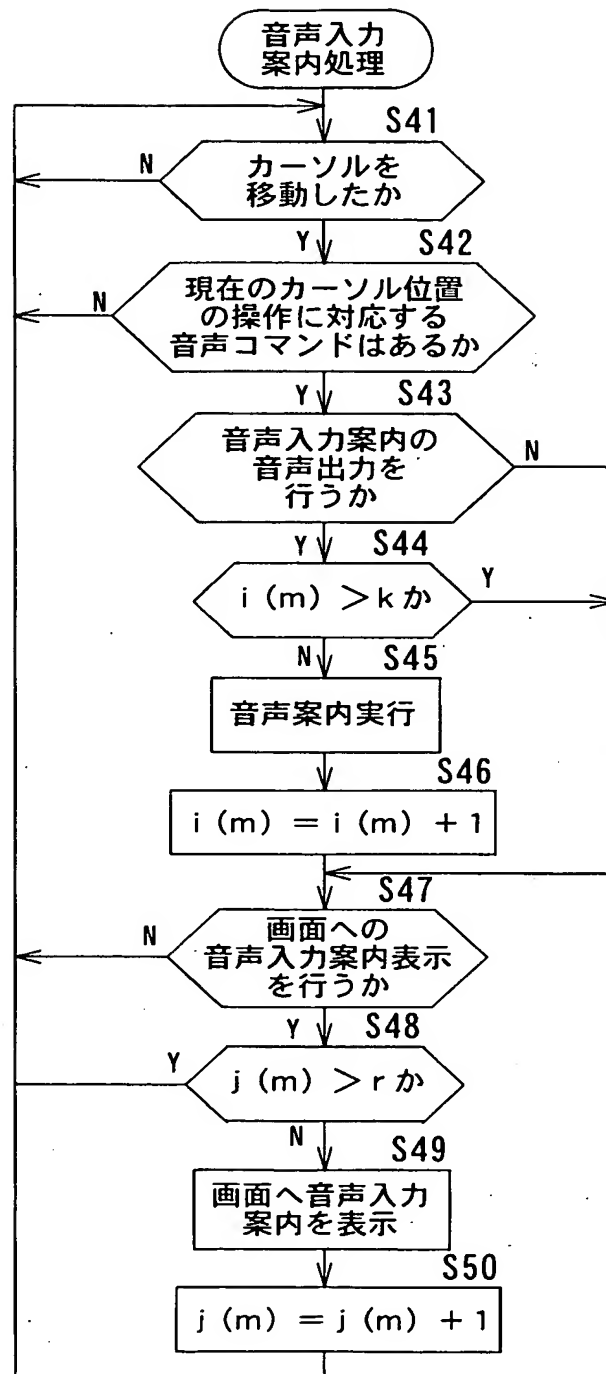 音声入力
案内処理
S41
N
カーソルを
移動したか
Y
S42
N
現在のカーソル位置
の操作に対応する
音声コマンドはあるか
Y
S43
音声入力案内の
音声出力を
行うか
N
Y
S44
i (m) ＞k か
Y
N
S45
音声案内実行
S46
i (m) ＝ i (m) ＋1
S47
N
画面への
音声入力案内表示
を行うか
Y
S48
Y
j (m) ＞r か
N
S49
画面へ音声入力
案内を表示
S50
j (m) ＝ j (m) ＋1